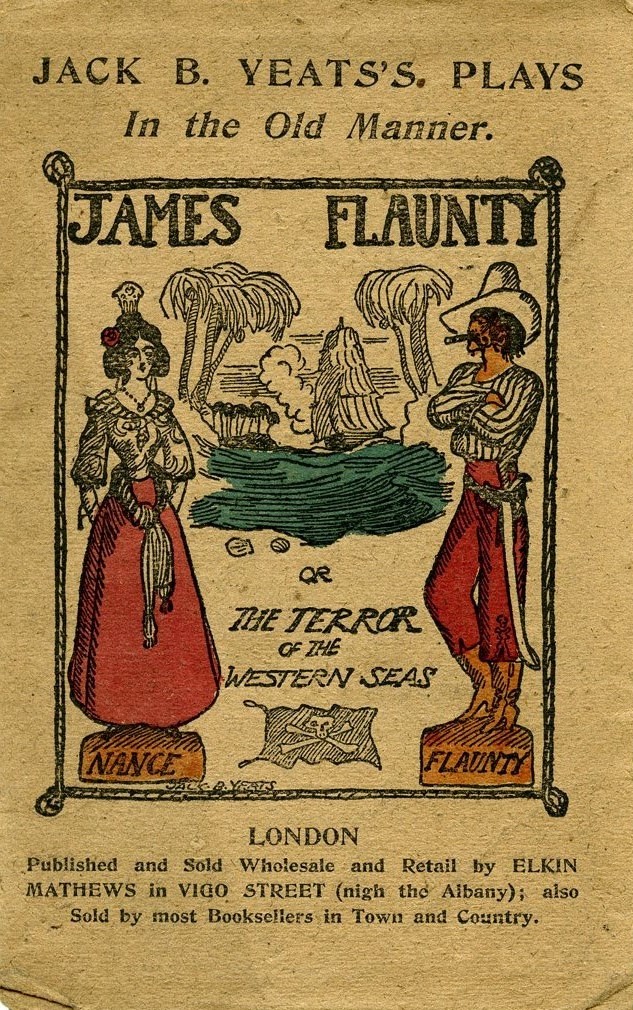 JACK B. YEATS'S. PLAYS
In the Old Manner.
JAMES FLAUNTY
OR
THE TERROR
OF THE
WESTERN SEAS
NANCE
FLAUNTY
JACK B. YEATS
LONDON
Published and Sold Wholesale and Retail by ELKIN
MATHEWS in VIGO STREET (nigh the Albany); also
Sold by most Booksellers in Town and Country.